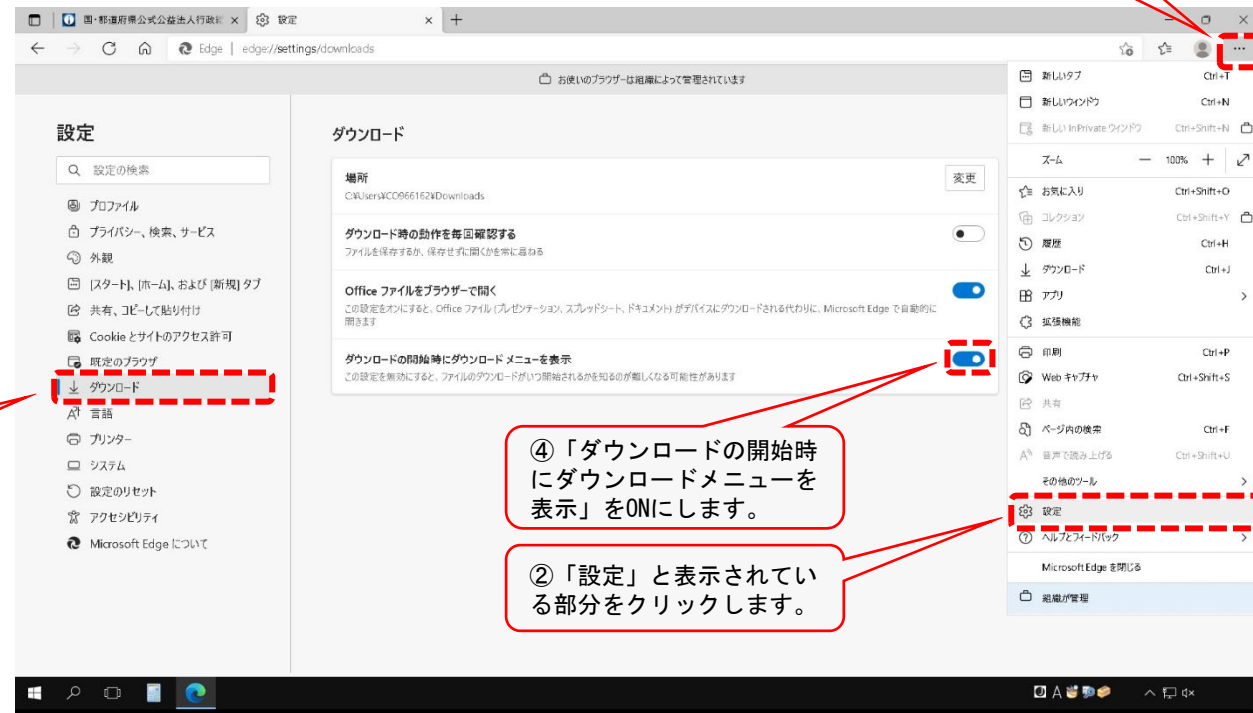 国・都道府県公式公益法人行政総
設定
Edge | edge://settings/downloads
お使いのブラウザーは組織によって管理されています
設定
設定の検索
プロファイル
プライバシー、検索、サービス
外観
[スタート]、[ホーム]、および [新規] タブ
共有、コピーして貼り付け
Cookie とサイトのアクセス許可
既定のブラウザ
ダウンロード
言語
プリンター
システム
設定のリセット
アクセシビリティ
Microsoft Edge について
ダウンロード
場所
C:¥Users¥CO966162¥Downloads
変更
ダウンロード時の動作を毎回確認する
ファイルを保存するか、保存せずに開くかを常に尋ねる
Office ファイルをブラウザーで開く
この設定をオンにすると、Office ファイル (プレゼンテーション、スプレッドシート、ドキュメント) がデバイスにダウンロードされる代わりに、Microsoft Edge で自動的に
開きます
ダウンロードの開始時にダウンロード メニューを表示
この設定を無効にすると、ファイルのダウンロードがいつ開始されるかを知るのが難しくなる可能性があります
④「ダウンロードの開始時
にダウンロードメニューを
表示」をONにします。
②「設定」と表示されてい
る部分をクリックします。
新しいタブ Ctrl+T
新しいウィンドウ Ctrl+N
新しい InPrivate ウィンドウ Ctrl+Shift+N
ズーム 100%
お気に入り Ctrl+Shift+O
コレクション Ctrl+Shift+Y
履歴 Ctrl+H
ダウンロード Ctrl+J
アプリ
拡張機能
印刷 Ctrl+P
Web キャプチャ Ctrl+Shift+S
共有
ページ内の検索 Ctrl+F
音声で読み上げる Ctrl+Shift+U
その他のツール
設定
ヘルプとフィードバック
Microsoft Edge を閉じる
組織が管理
A